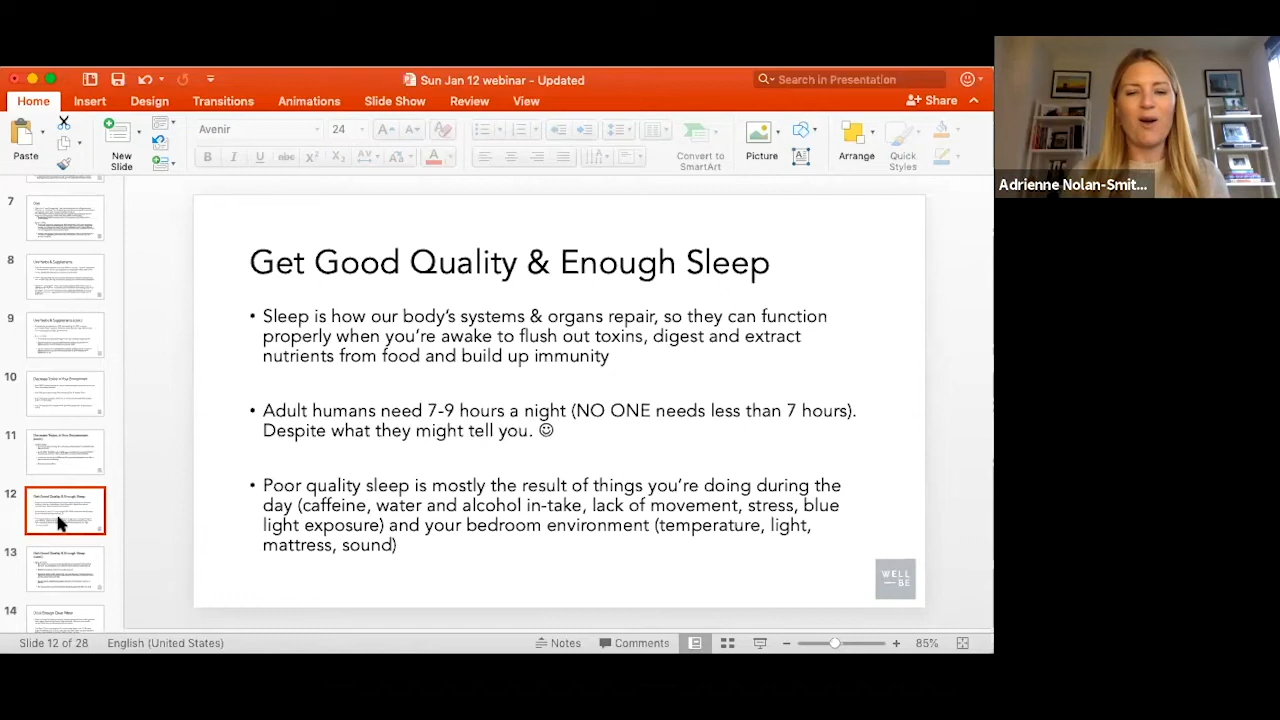 Sun Jan 12 webinar - Updated
Search in Presentation
Home Insert Design Transitions Animations Slide Show Review View
Share
Paste
New
Slide
Avenir
24
Convert to
SmartArt
Picture
Arrange
Quick
Styles
Adrienne Nolan-Smit...
7
8
9
10
11
12
13
14
Get Good Quality & Enough Sleep
• Sleep is how our body’s systems & organs repair, so they can function
properly when you’re awake to flush out toxins, digest and extract
nutrients from food and build up immunity
• Adult humans need 7-9 hours a night (NO ONE needs less than 7 hours).
Despite what they might tell you. ☺
• Poor quality sleep is mostly the result of things you’re doing during the
day (caffeine, water amount/in-take, lack of movement, stress, blue
light exposure) and your bedroom environment (temperature, light,
mattress, sound)
WELL
—BE
Slide 12 of 28
English (United States)
Notes
Comments
85%